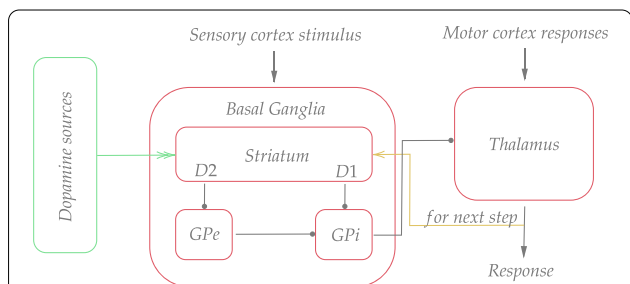 Sensory cortex stimulus
Motor cortex responses
Dopamine sources
Basal Ganglia
Striatum
D2
D1
Thalamus
GPe
GPi
for next step
Response